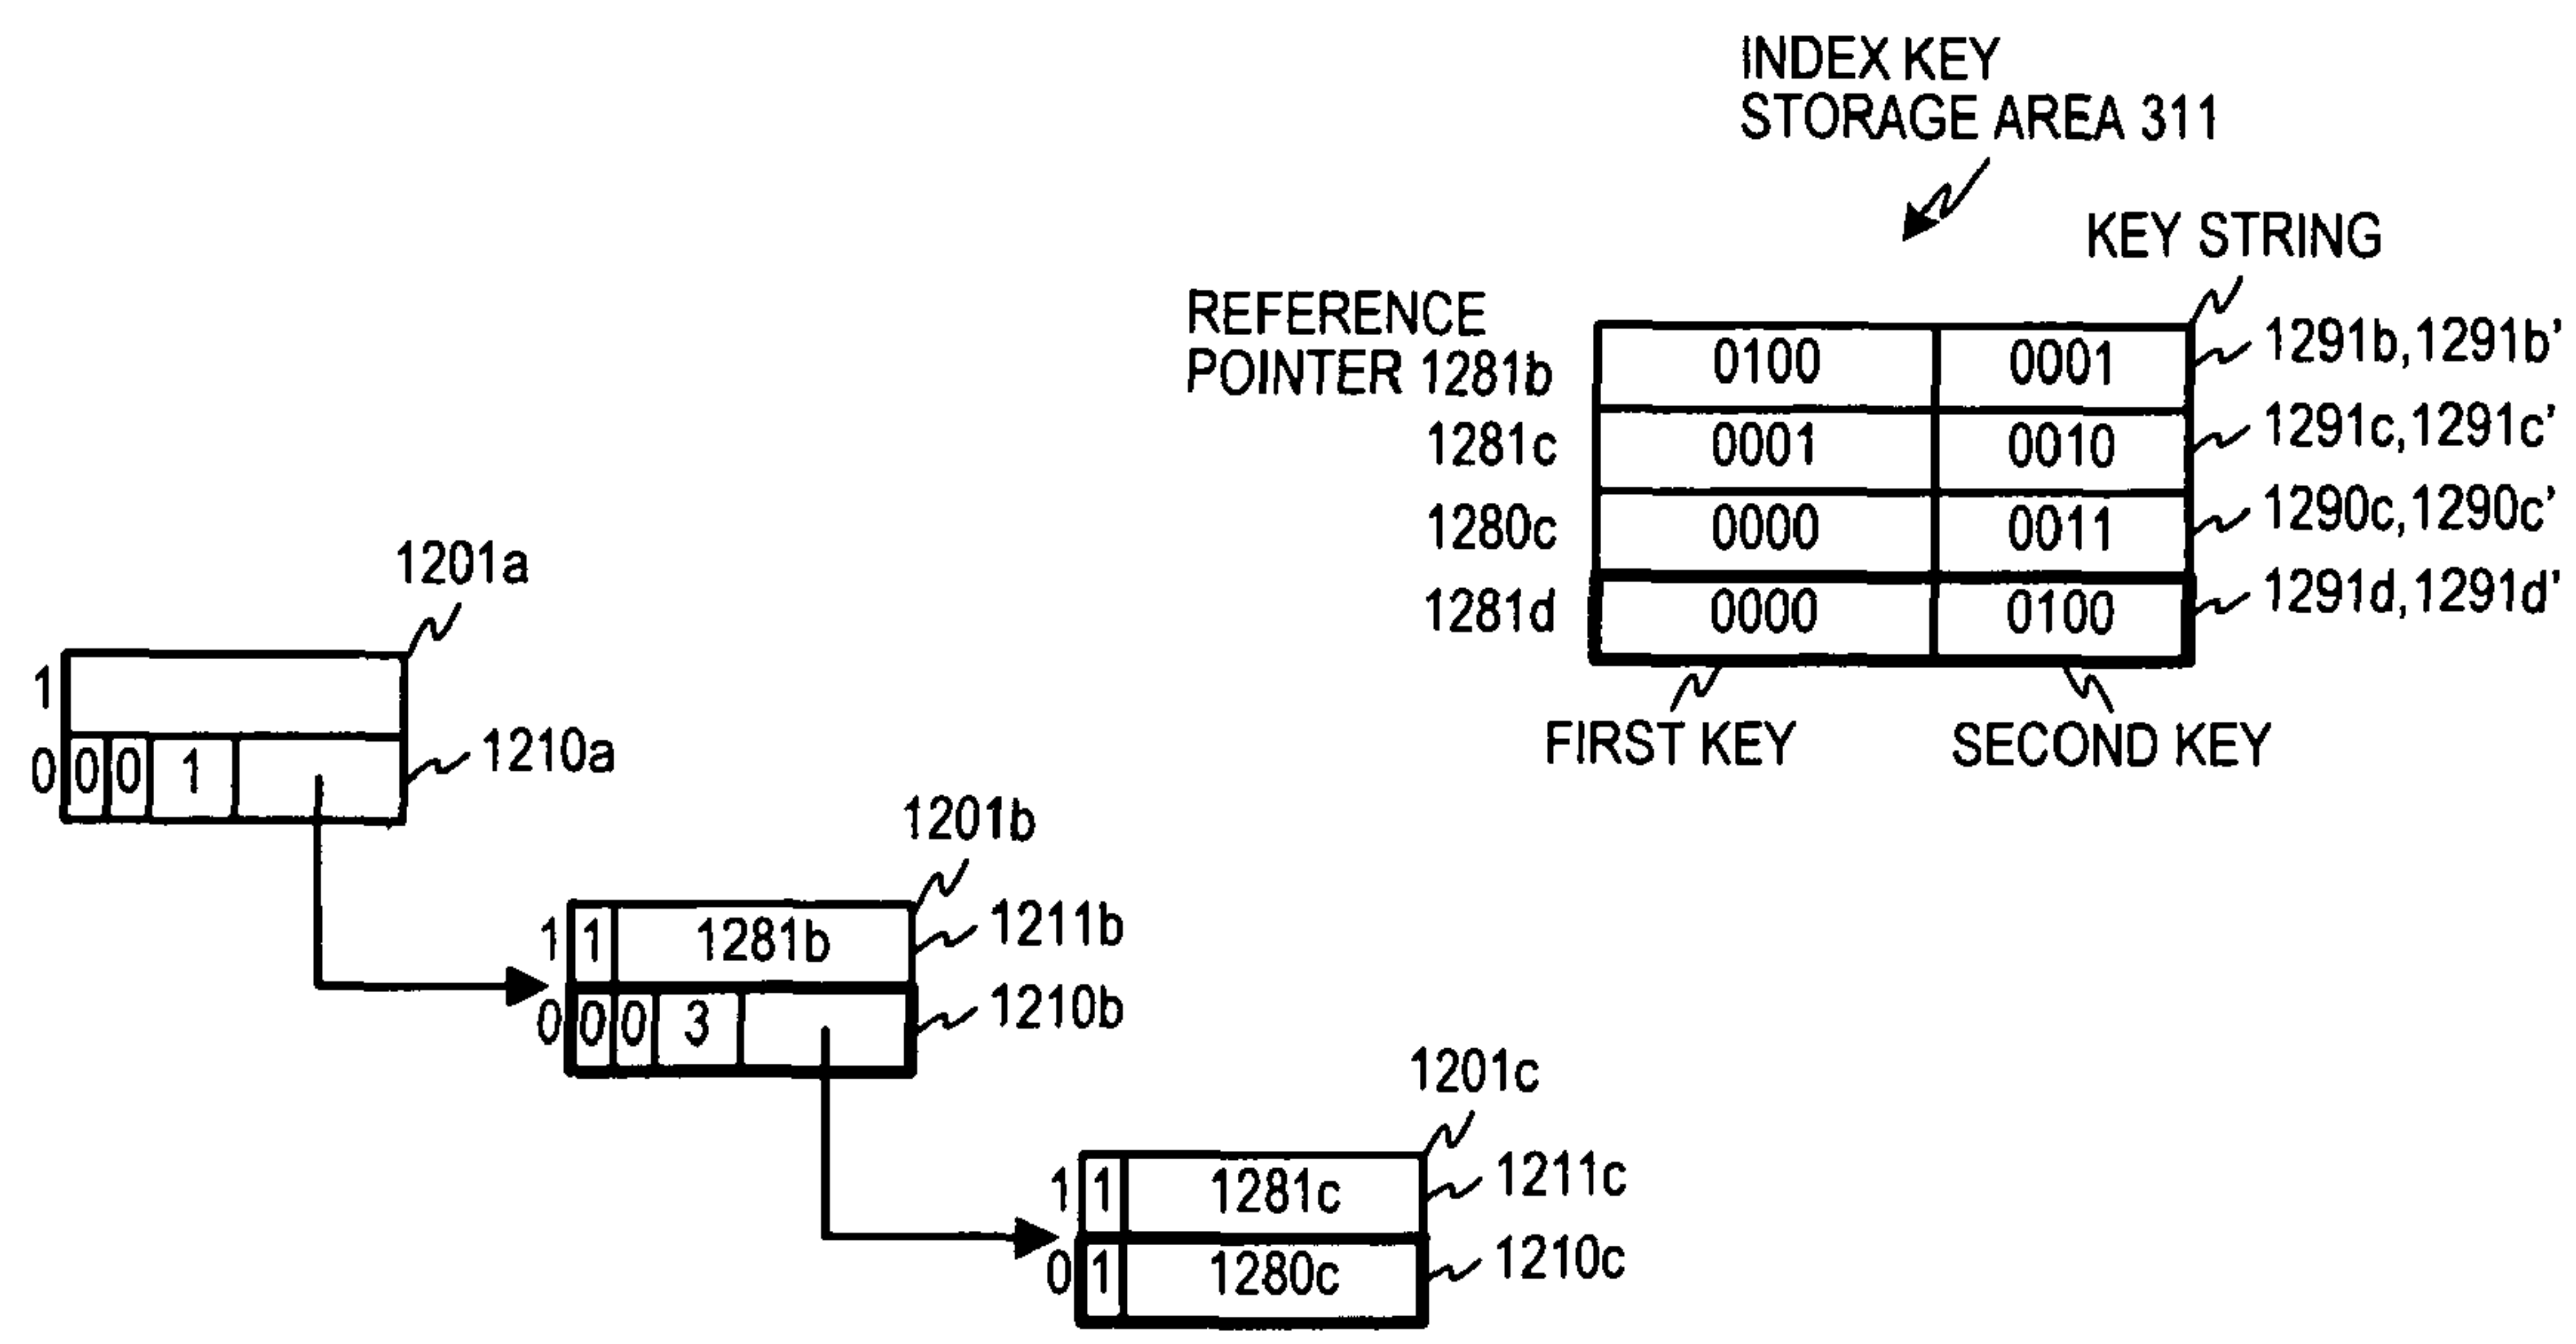 INDEX KEY
STORAGE AREA 311
KEY STRING
REFERENCE
POINTER 1281b 0100 0001 1291b,1291b'
1281c 0001 0010 1291c,1291c'
1280c 0000 0011 1290c,1290c'
1281d 0000 0100 1291d,1291d'
FIRST KEY SECOND KEY
1201a
1
0 0 0 1 1210a
1201b
1 1 1281b 1211b
0 0 0 3 1210b
1201c
1 1 1281c 1211c
0 1 1280c 1210c